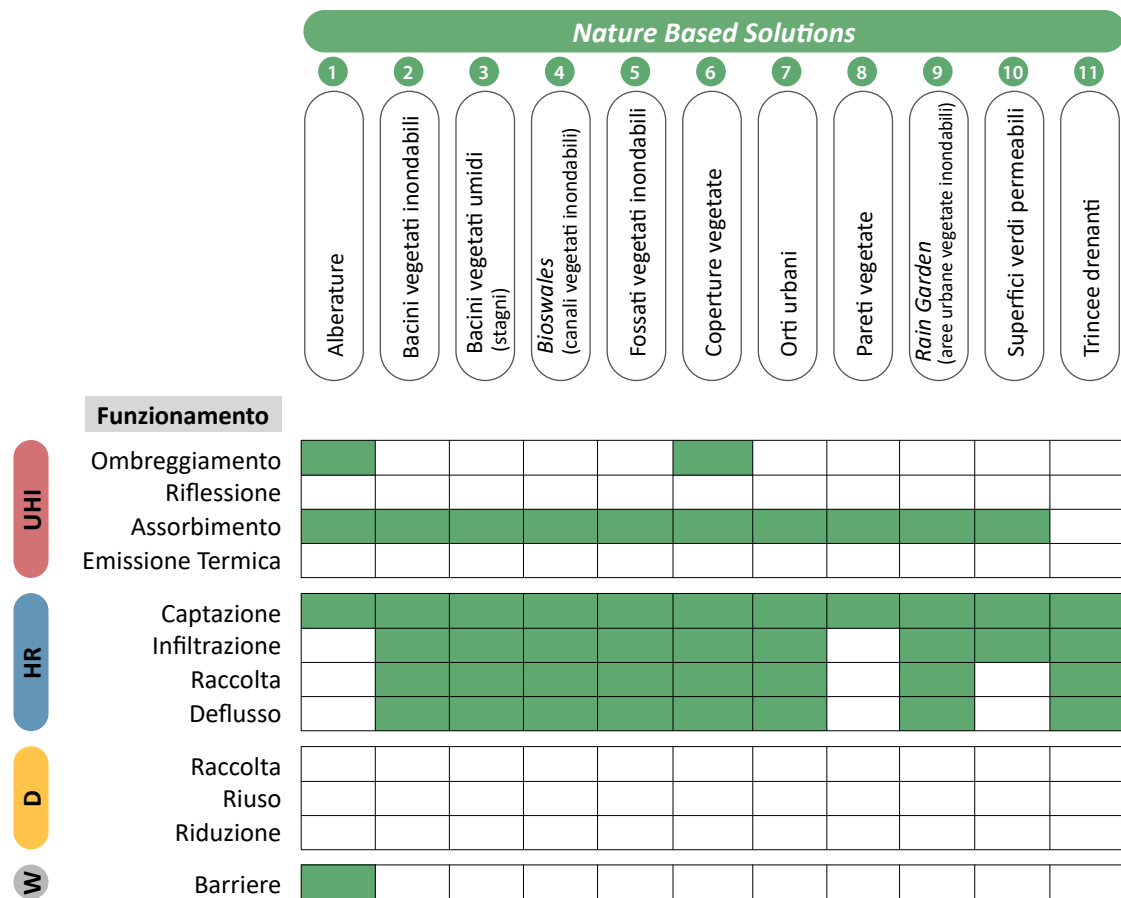 Nature Based Solutions
1 2 3 4 5 6 7 8 9 10 11
Alberature
Bacini vegetati inondabili
Bacini vegetati umidi
(stagni)
Bioswales
(canali vegetati inondabili)
Fossati vegetati inondabili
Coperture vegetate
Orti urbani
Pareti vegetate
Rain Garden
(aree urbane vegetate inondabili)
Superfici verdi permeabili
Trincee drenanti
Funzionamento
UHI
Ombreggiamento
Riflessione
Assorbimento
Emissione Termica
HR
Captazione
Infiltrazione
Raccolta
Deflusso
D
Raccolta
Riuso
Riduzione
W
Barriere